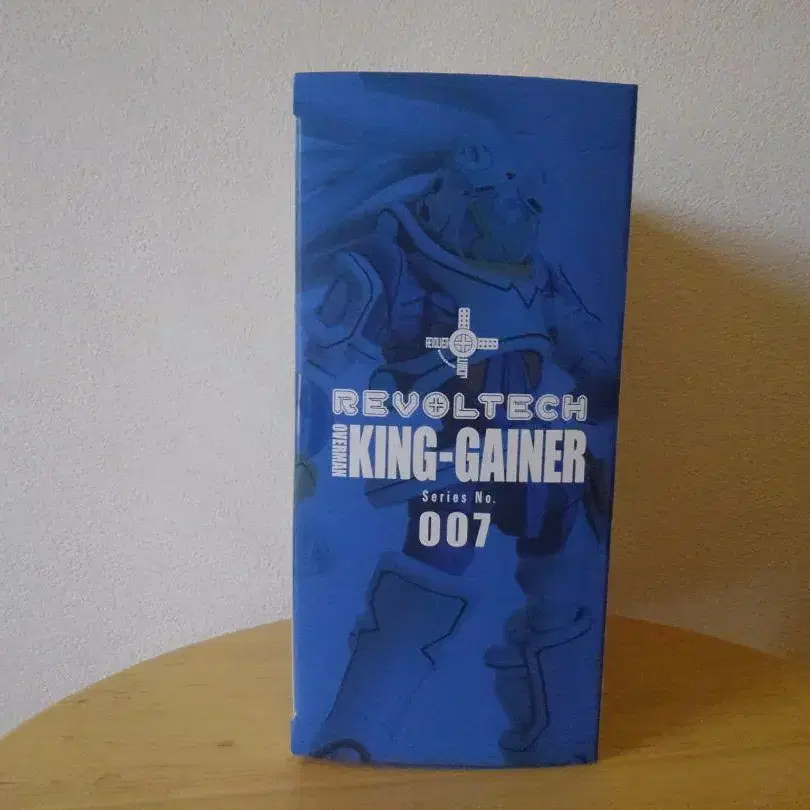 REVOLTECH
OVERMAN
KING-GAINER
Series No.
007